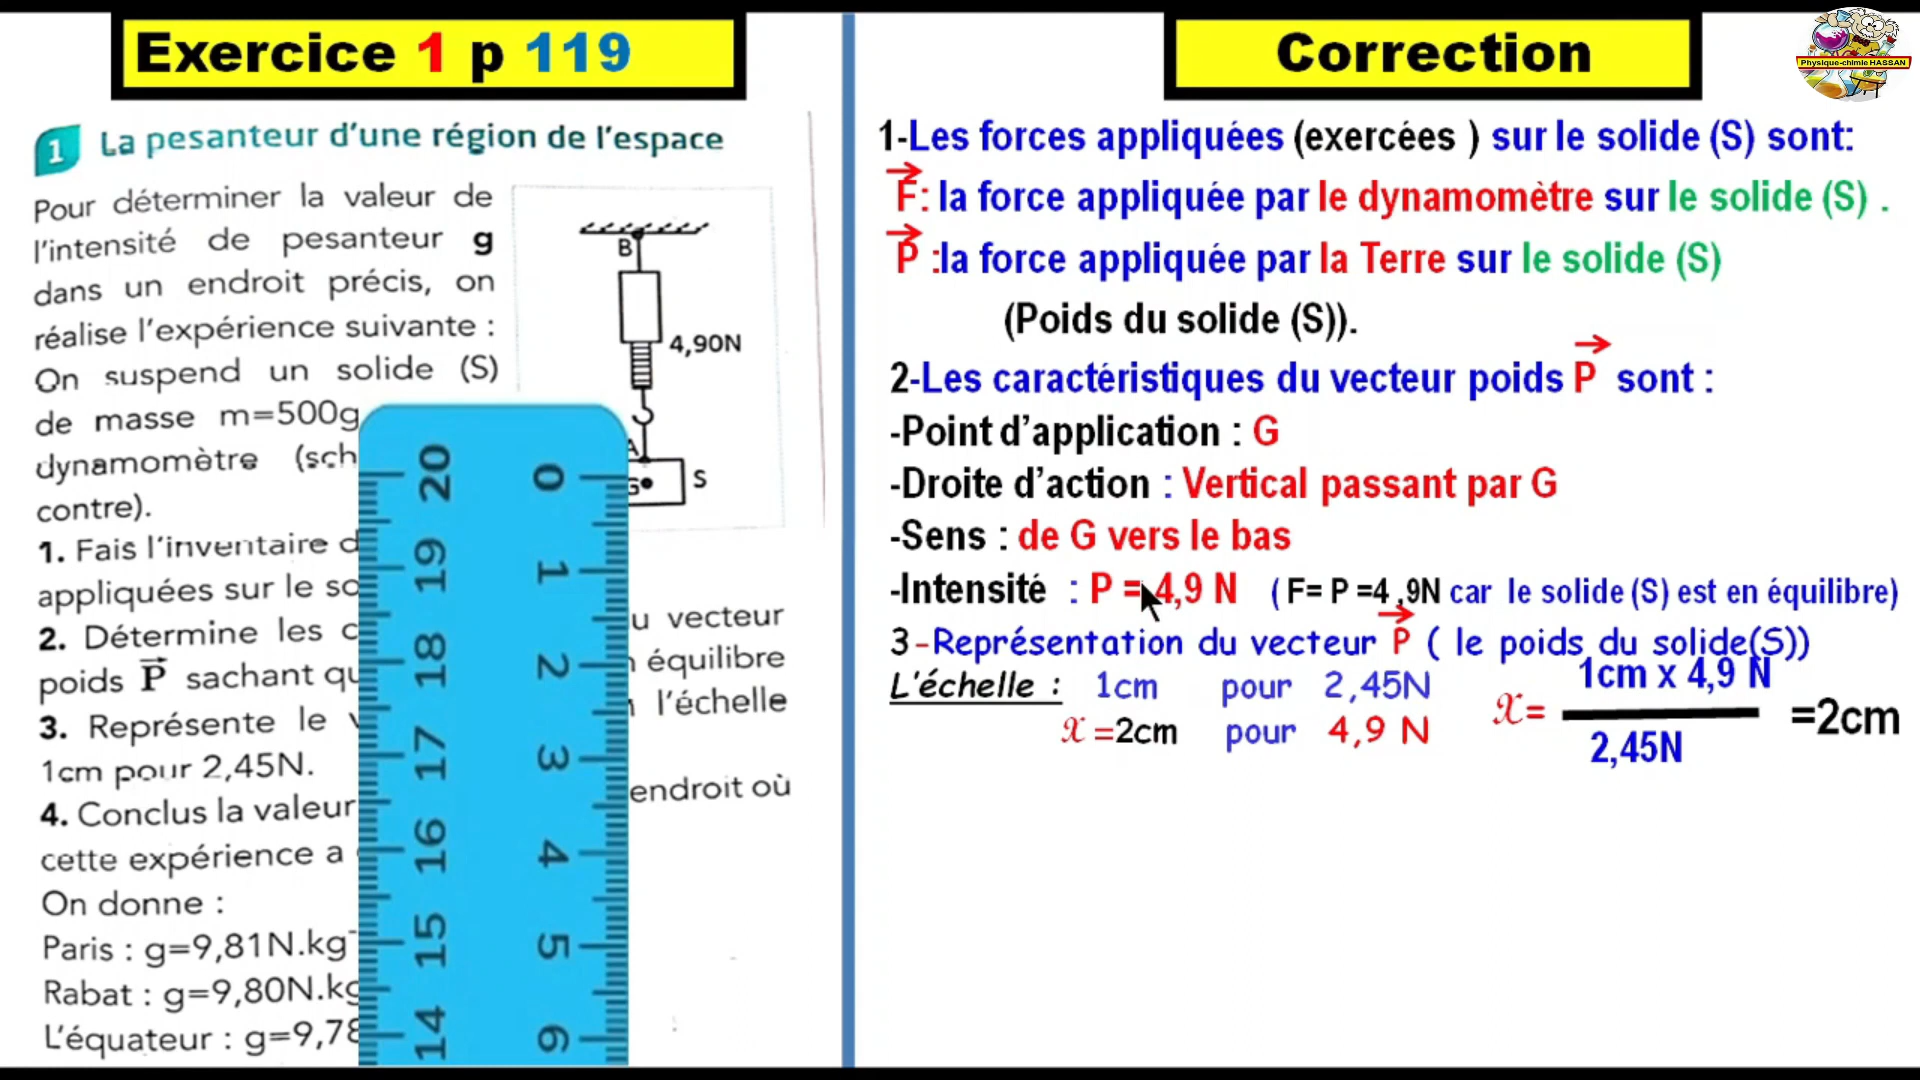 Exercice 1 p 119
1 La pesanteur d'une région de l'espace
Pour déterminer la valeur de
l'intensité de pesanteur g
dans un endroit précis, on
réalise l'expérience suivante :
On suspend un solide (S)
de masse m=500g
dynamomètre (sch
contre).
1. Fais l'inventaire d
appliquées sur le so
2. Détermine les c
u vecteur
poids P sachant qu
équilibre
3. Représente le
l'échelle
1cm pour 2,45N.
4. Conclus la valeur
endroit où
cette expérience a
On donne :
Paris : g=9,81N.kg-
Rabat : g=9,80N.kg
L'équateur : g=9,78
B
4,90N
A
G
S
20 0
19 1
18 2
17 3
16 4
15 5
14 6
Correction
Physique-chimie HASSAN
1-Les forces appliquées (exercées ) sur le solide (S) sont:
F: la force appliquée par le dynamomètre sur le solide (S) .
P :la force appliquée par la Terre sur le solide (S)
(Poids du solide (S)).
2-Les caractéristiques du vecteur poids P sont :
-Point d'application : G
-Droite d'action : Vertical passant par G
-Sens : de G vers le bas
-Intensité : P = 4,9 N ( F= P =4 ,9N car le solide (S) est en équilibre)
3-Représentation du vecteur P ( le poids du solide(S))
L'échelle : 1cm pour 2,45N
x =2cm pour 4,9 N
x= 1cm x 4,9 N
2,45N
=2cm